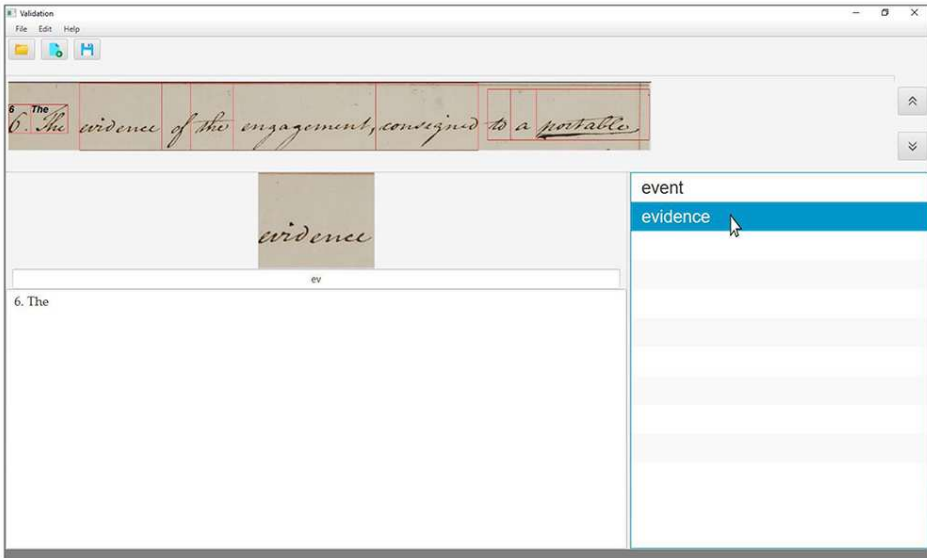 Validation
File Edit Help
6 The
6. The evidence of the engagement, consigned to a portable
evidence
ev
6. The
event
evidence